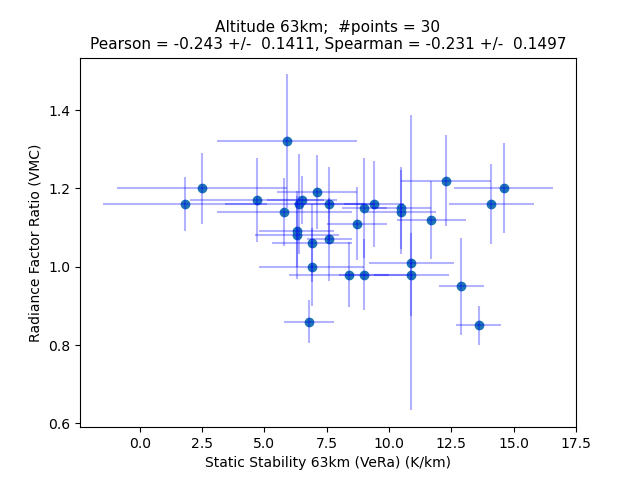 Altitude 63km;  #points = 30
Pearson = -0.243 +/-  0.1411, Spearman = -0.231 +/-  0.1497
1.4
1.2
1.0
0.8
0.6
Radiance Factor Ratio (VMC)
0.0 2.5 5.0 7.5 10.0 12.5 15.0 17.5
Static Stability 63km (VeRa) (K/km)